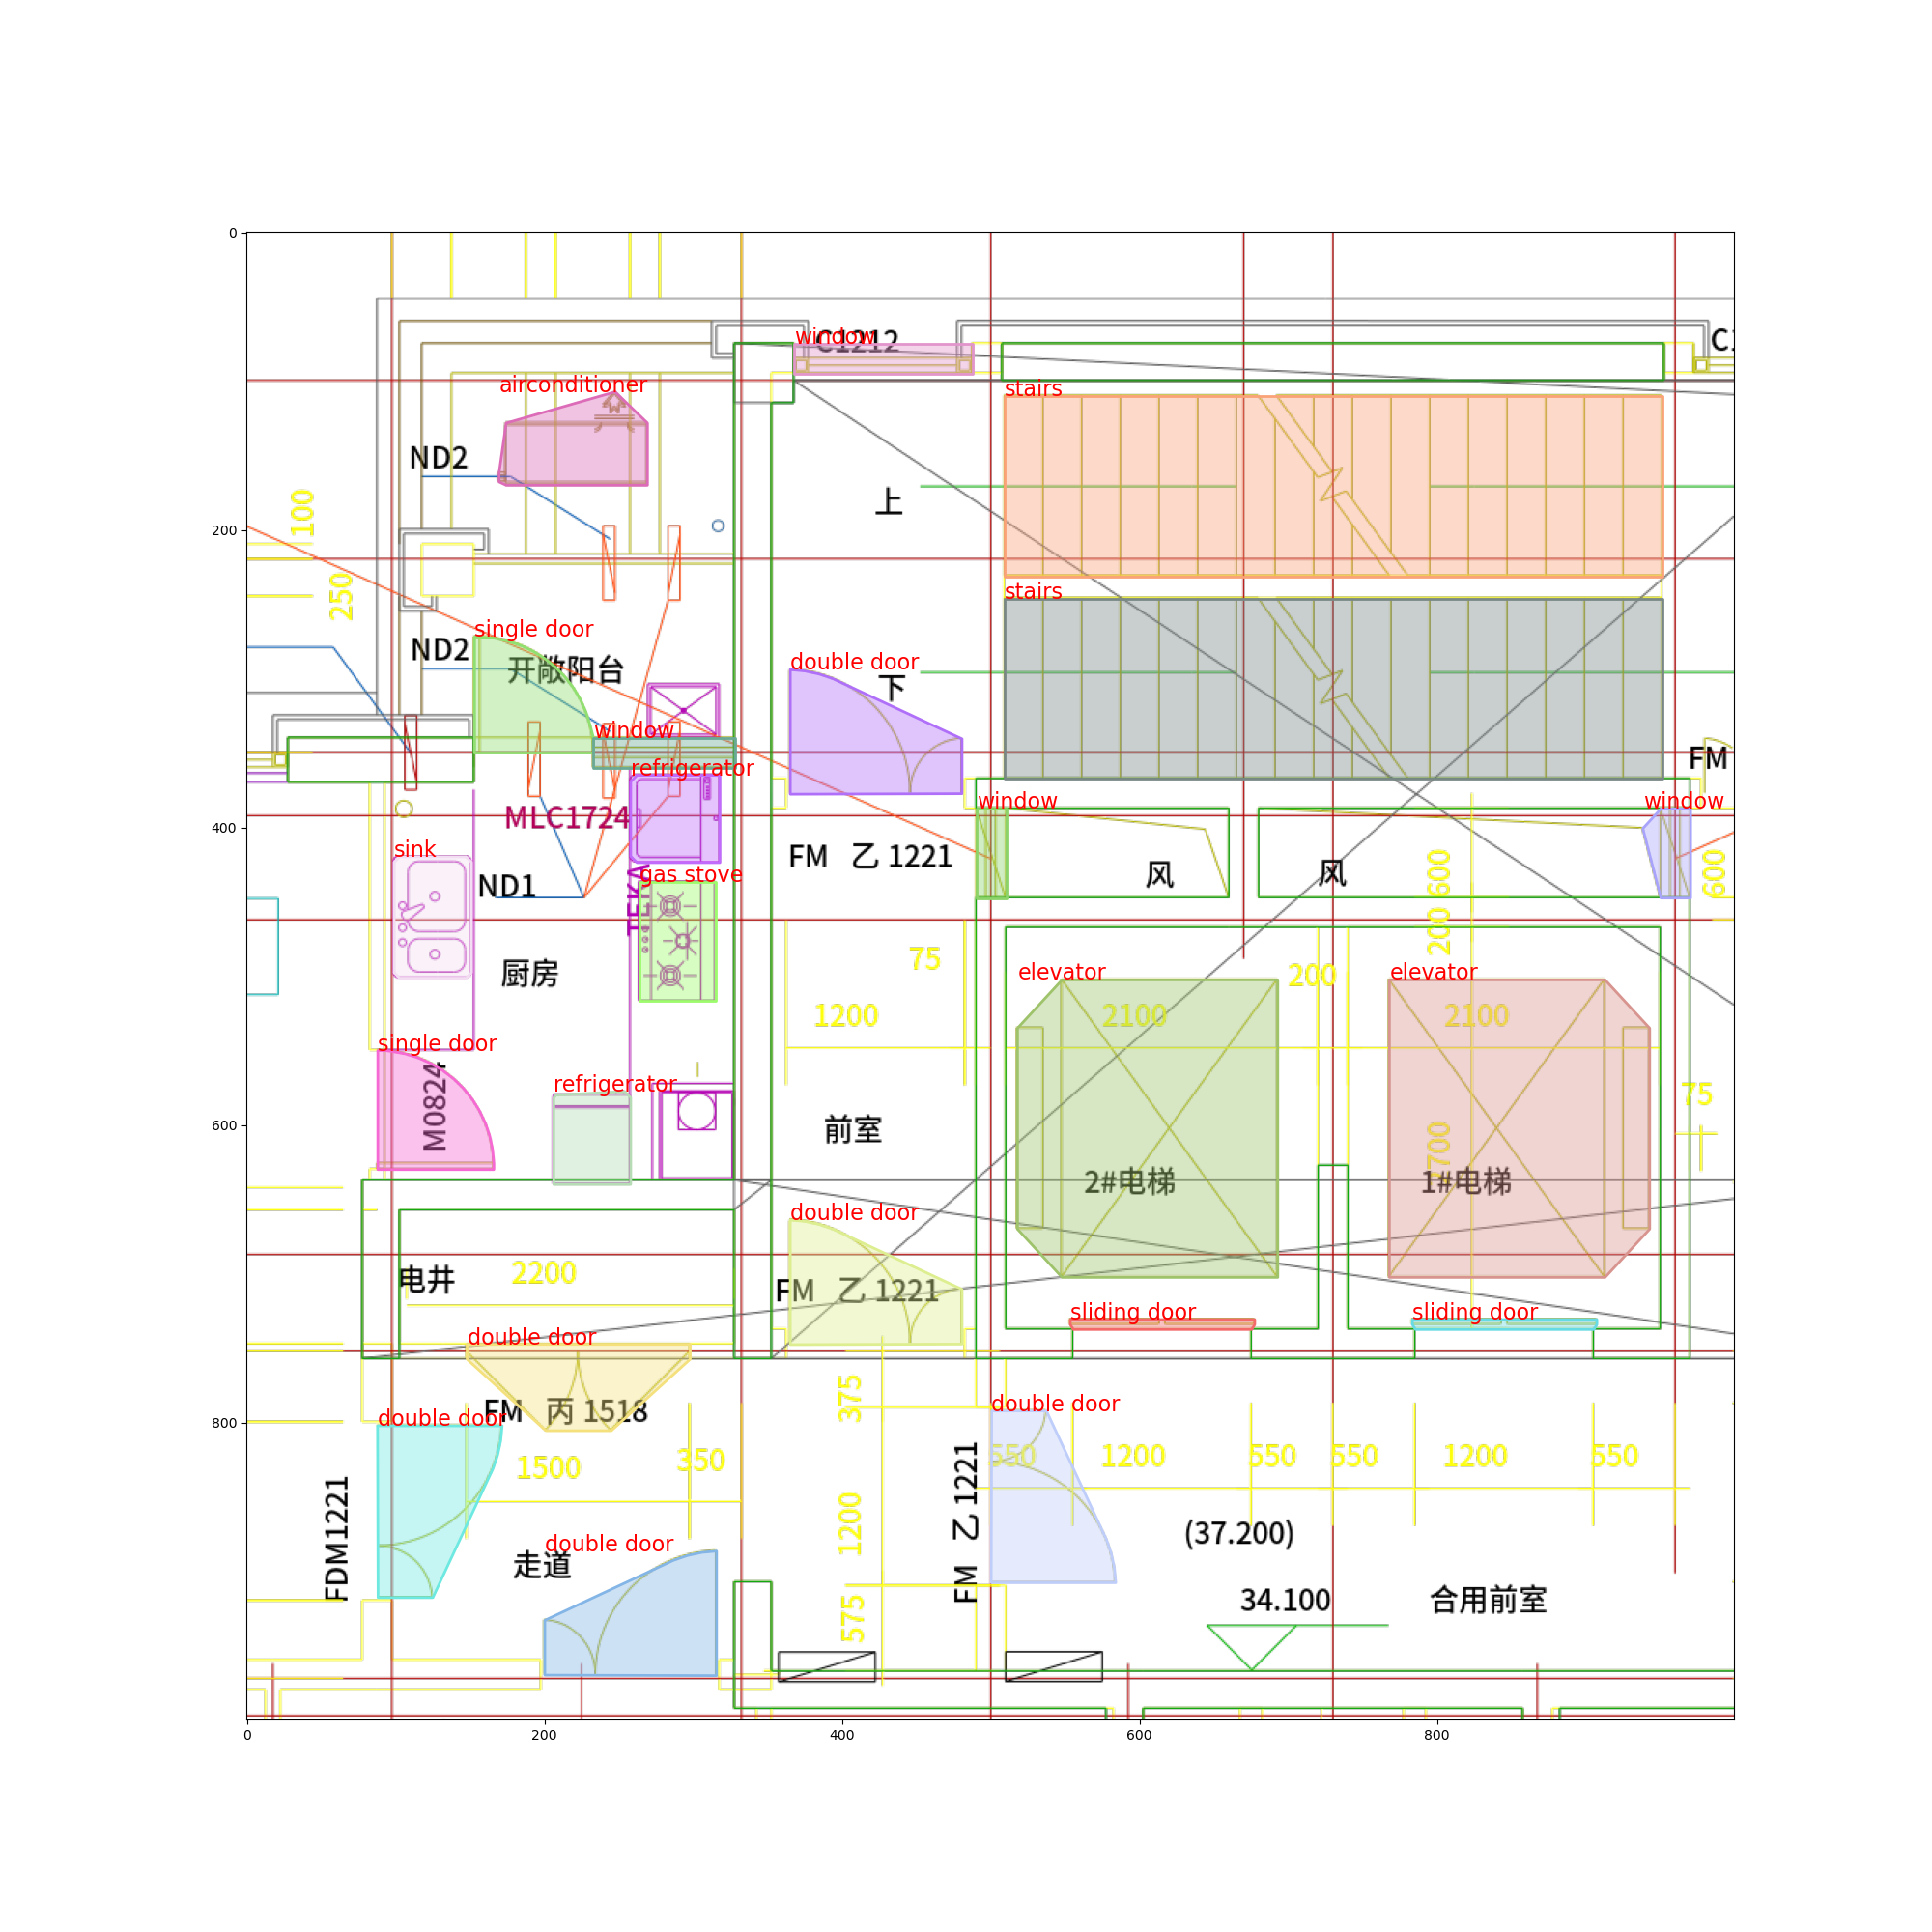 0
window
C1212
C1
airconditioner
stairs
ND2
100
上
200
250
stairs
single door
ND2
开敞阳台
double door
下
window
FM
refrigerator
MLC1724
window
window
400
sink
FM 乙 1221
风
风
600
gas stove
ND1
TEKA
200
厨房
75
elevator
200
elevator
1200
2100
2100
single door
M0824
refrigerator
75
600
前室
2#电梯
1#电梯
double door
电井
2200
FM 乙 1221
sliding door
sliding door
double door
375
FM 丙 1518
double door
double door
800
550
1200
550
550
1200
550
1500
350
FDM1221
1200
FM 乙 1221
(37.200)
double door
走道
34.100
合用前室
575
0
200
400
600
800